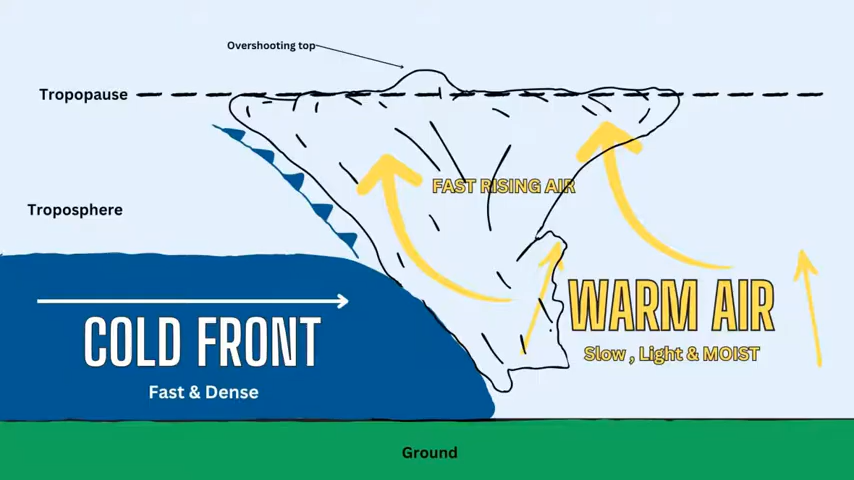 Overshooting top
Tropopause
FAST RISING AIR
Troposphere
WARM AIR
Slow , Light & MOIST
COLD FRONT
Fast & Dense
Ground